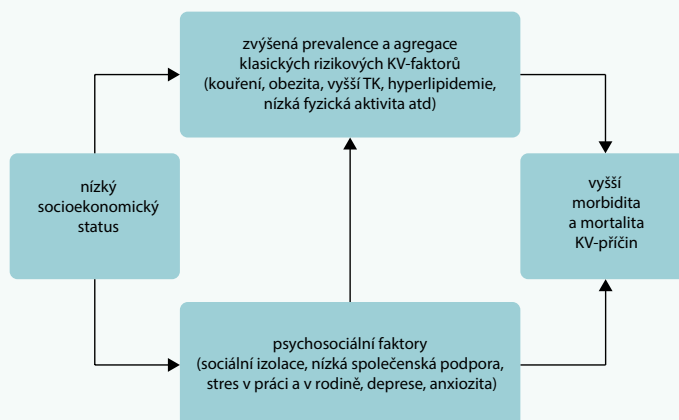 zvýšená prevalence a agregace
klasických rizikových KV-faktorů
(kouření, obezita, vyšší TK, hyperlipidemie,
nízká fyzická aktivita atd)
nízký
socioekonomický
status
vyšší
morbidita
a mortalita
KV-příčin
psychosociální faktory
(sociální izolace, nízká společenská podpora,
stres v práci a v rodině, deprese, anxiozita)